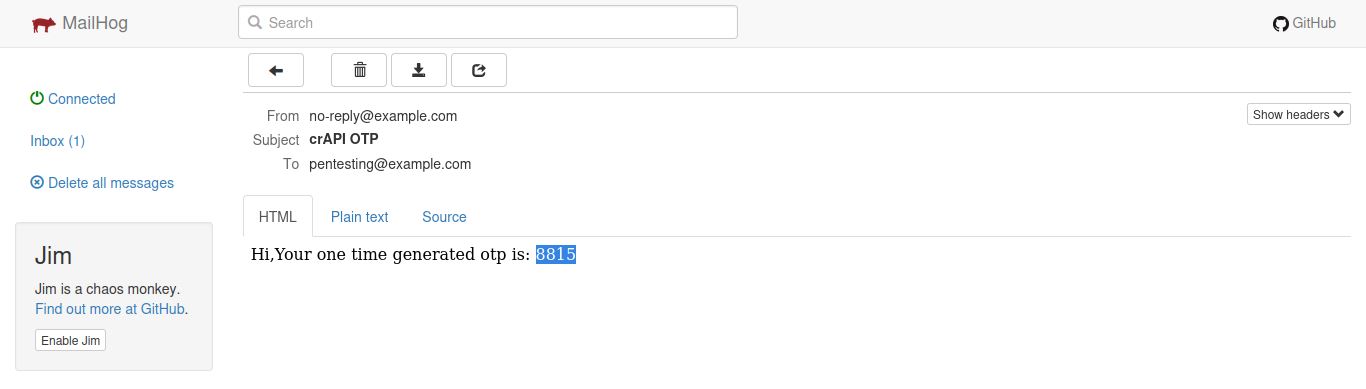 MailHog
Search
GitHub
Connected
Inbox (1)
Delete all messages
Jim
Jim is a chaos monkey.
Find out more at GitHub.
Enable Jim
From no-reply@example.com
Subject crAPI OTP
To pentesting@example.com
Show headers
HTML Plain text Source
Hi,Your one time generated otp is: 8815